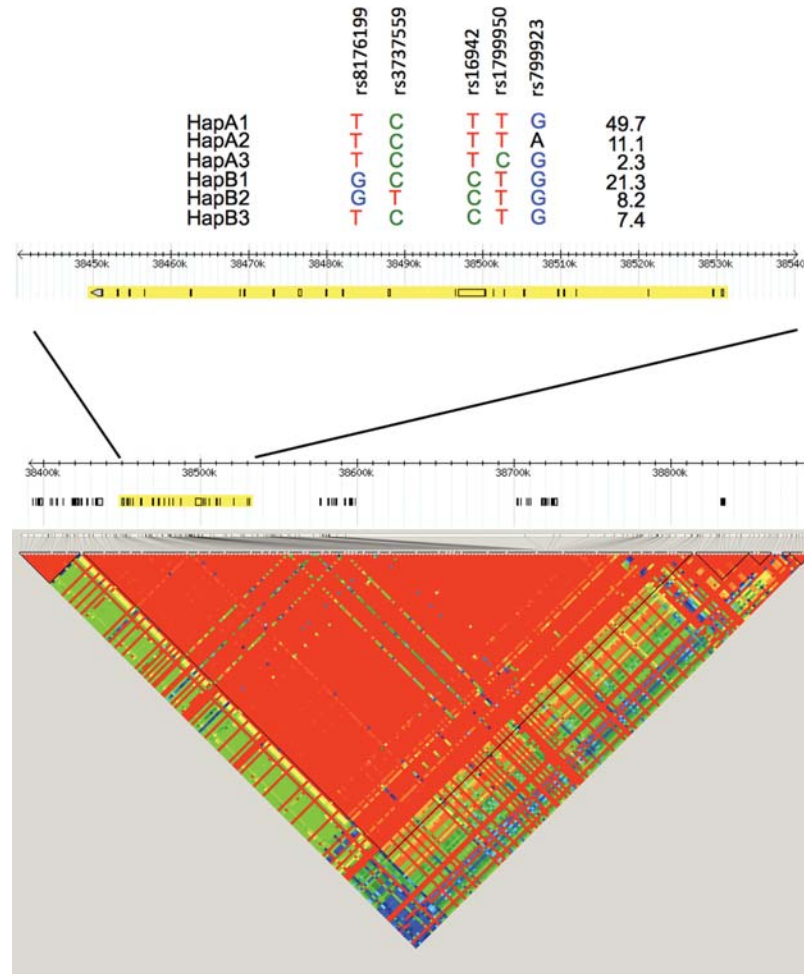 rs8176199 rs3737559 rs16942 rs1799950 rs799923
HapA1 T C T T G 49.7
HapA2 T C T T A 11.1
HapA3 T C T C G 2.3
HapB1 G C C T G 21.3
HapB2 G T C T G 8.2
HapB3 T C C T G 7.4
38450k 38460k 38470k 38480k 38490k 38500k 38510k 38520k 38530k 38540
38400k 38500k 38600k 38700k 38800k